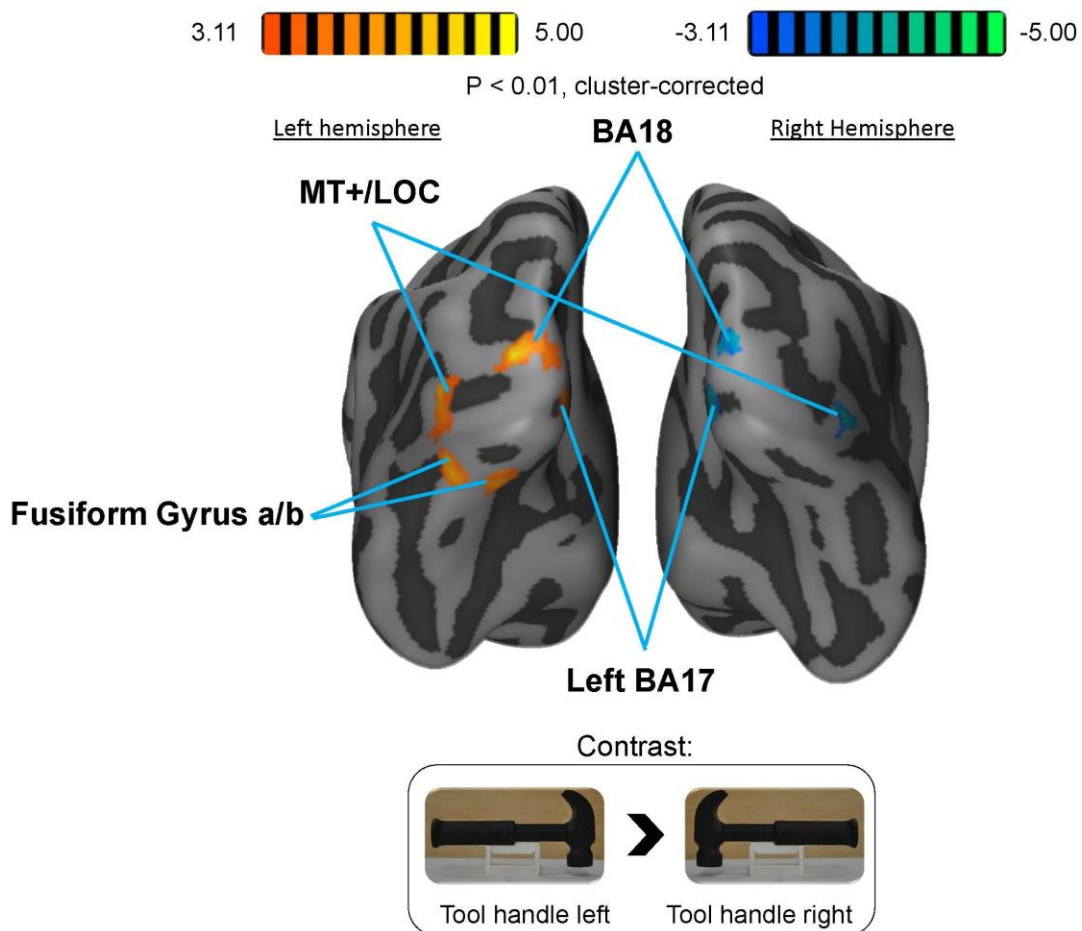 3.11 5.00 -3.11 -5.00
P < 0.01, cluster-corrected
Left hemisphere BA18 Right Hemisphere
MT+/LOC
Fusiform Gyrus a/b
Left BA17
Contrast:
Tool handle left Tool handle right